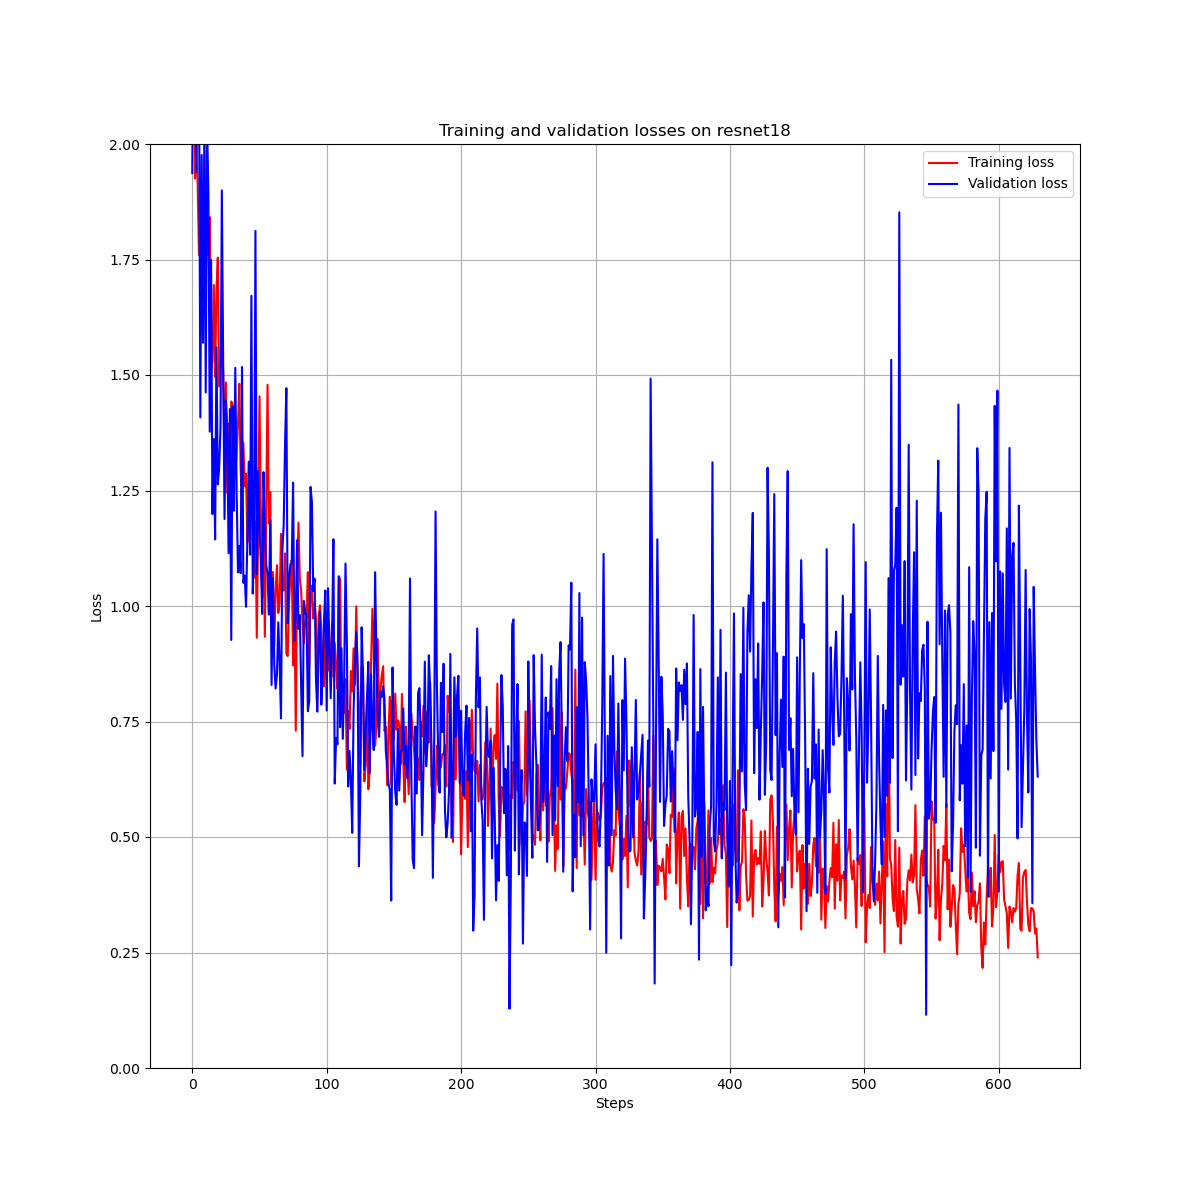 Training and validation losses on resnet18
Training loss
Validation loss
2.00
1.75
1.50
1.25
1.00
0.75
0.50
0.25
0.00
Loss
0 100 200 300 400 500 600
Steps